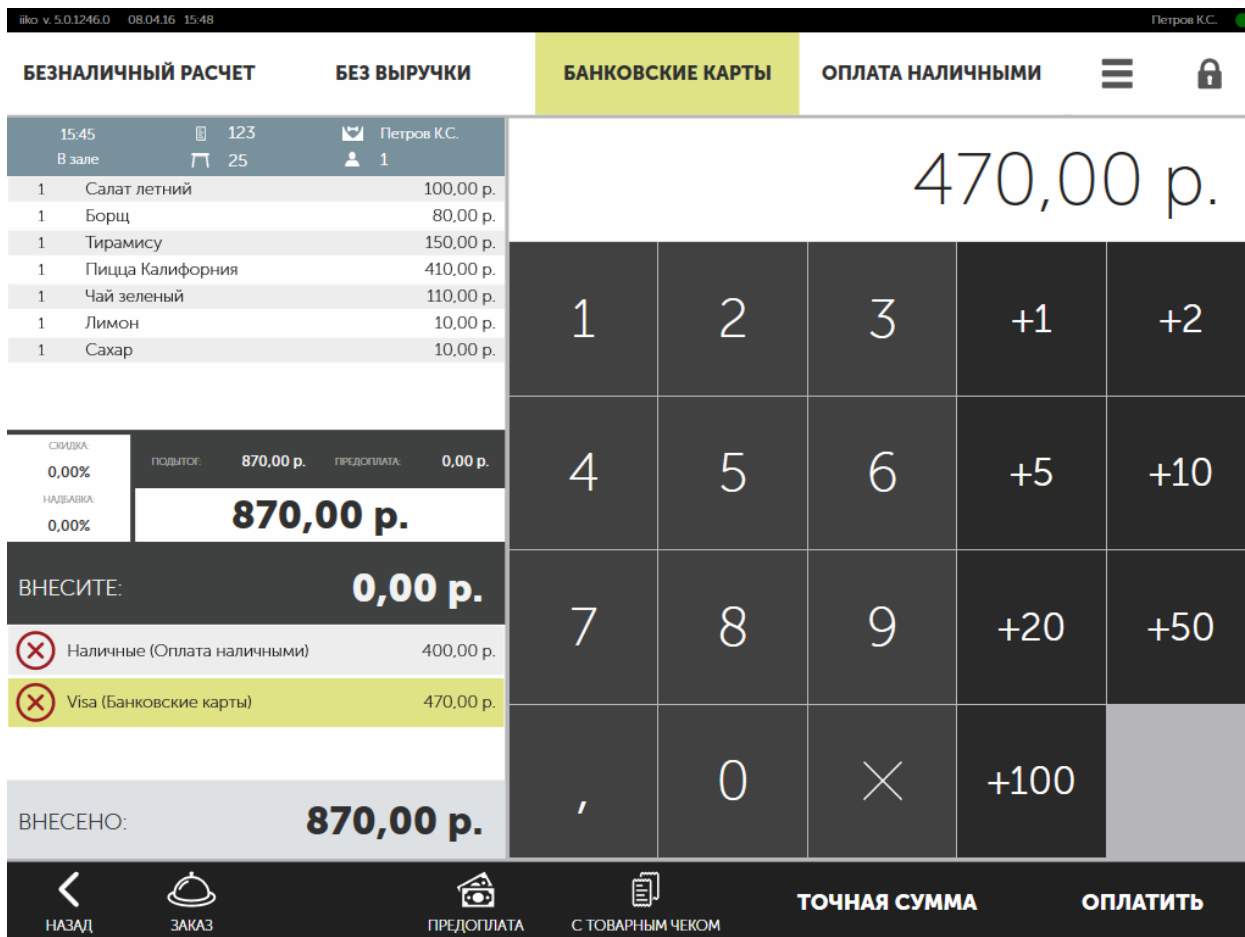 iiko v. 5.0.1246.0 08.04.16 15:48 Петров К.С.
БЕЗНАЛИЧНЫЙ РАСЧЕТ БЕЗ ВЫРУЧКИ БАНКОВСКИЕ КАРТЫ ОПЛАТА НАЛИЧНЫМИ
15:45 123 Петров К.С.
В зале 25 1
470,00 р.
1 Салат летний 100,00 р.
1 Борщ 80,00 р.
1 Тирамису 150,00 р.
1 Пицца Калифорния 410,00 р.
1 Чай зеленый 110,00 р.
1 Лимон 10,00 р.
1 Сахар 10,00 р.
СКИДКА:
0,00%
ПОДЫТОГ: 870,00 р. ПРЕДОПЛАТА: 0,00 р.
НАДБАВКА:
0,00%
870,00 р.
ВНЕСИТЕ: 0,00 р.
Наличные (Оплата наличными) 400,00 р.
Visa (Банковские карты) 470,00 р.
ВНЕСЕНО: 870,00 р.
1 2 3 +1 +2
4 5 6 +5 +10
7 8 9 +20 +50
, 0 +100
НАЗАД ЗАКАЗ ПРЕДОПЛАТА С ТОВАРНЫМ ЧЕКОМ ТОЧНАЯ СУММА ОПЛАТИТЬ